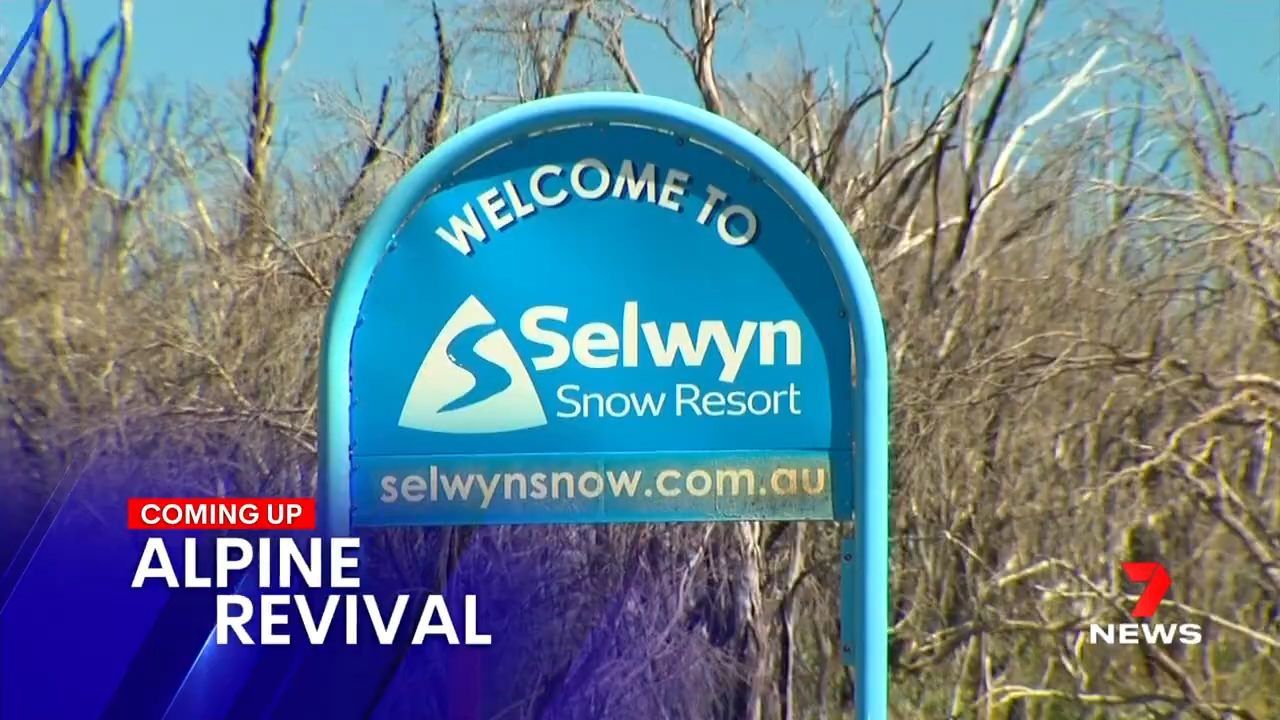 WELCOME TO
Selwyn
Snow Resort
selwynsnow.com.au
COMING UP
ALPINE
REVIVAL
7
NEWS